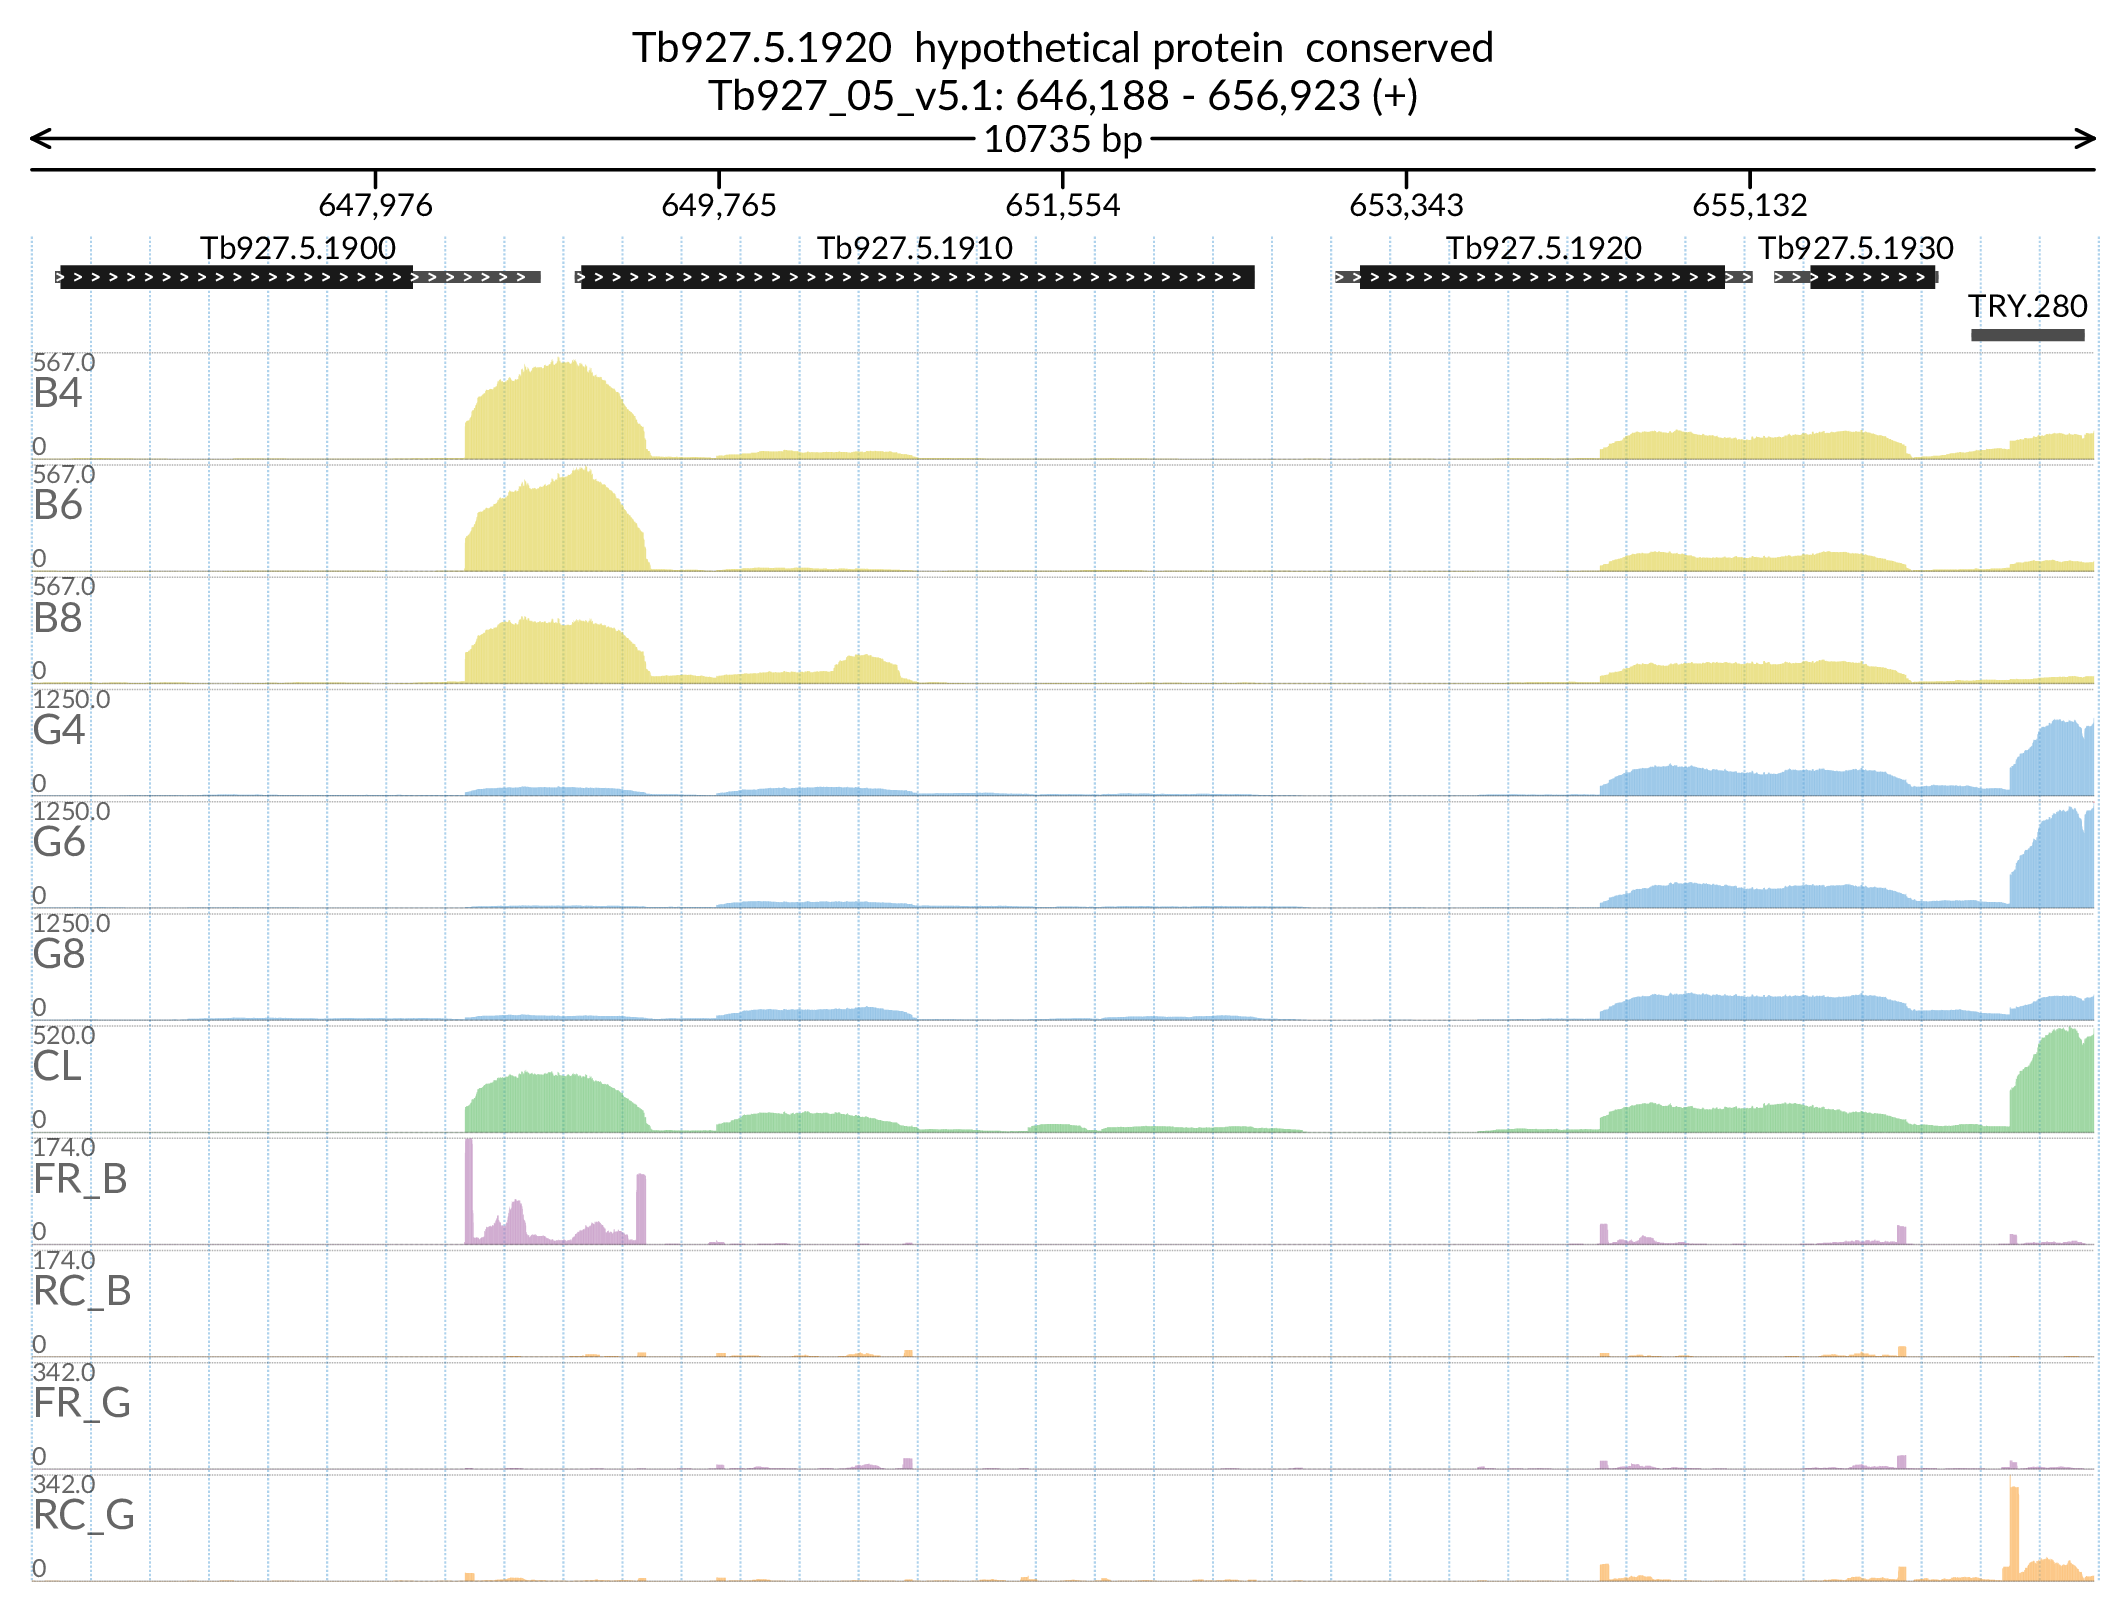 Tb927.5.1920  hypothetical protein  conserved
Tb927_05_v5.1: 646,188 - 656,923 (+)
10735 bp
647,976 649,765 651,554 653,343 655,132
Tb927.5.1900 Tb927.5.1910 Tb927.5.1920 Tb927.5.1930
TRY.280
567.0
B4
0
567.0
B6
0
567.0
B8
0
1250.0
G4
0
1250.0
G6
0
1250.0
G8
0
520.0
CL
0
174.0
FR_B
0
174.0
RC_B
0
342.0
FR_G
0
342.0
RC_G
0